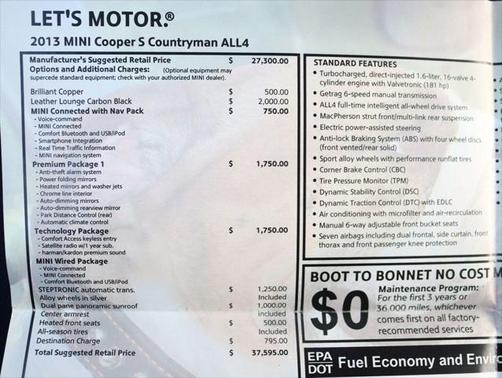 LET'S MOTOR.®
2013 MINI Cooper S Countryman ALL4
Manufacturer's Suggested Retail Price $ 27,300.00
Options and Additional Charges: (Optional equipment may
supercede standard equipment; check with your authorized MINI dealer).
Brilliant Copper $ 500.00
Leather Lounge Carbon Black $ 2,000.00
MINI Connected with Nav Pack $ 750.00
- Voice-command
- MINI Connected
- Comfort Bluetooth and USB/iPod
- Smartphone Integration
- Real Time Traffic Information
- MINI navigation system
Premium Package 1 $ 1,750.00
- Anti-theft alarm system
- Power folding mirrors
- Heated mirrors and washer jets
- Chrome line interior
- Auto-dimming mirrors
- Auto-dimming rearview mirror
- Park Distance Control (rear)
- Automatic climate control
Technology Package $ 1,750.00
- Comfort Access keyless entry
- Satellite radio w/1 year sub.
- harman/kardon premium sound
MINI Wired Package
- Voice-command
- MINI Connected
- Comfort Bluetooth and USB/iPod
STEPTRONIC automatic trans. $ 1,250.00
Alloy wheels in silver Included
Dual pane panoramic sunroof $ 1,000.00
Center armrest Included
Heated front seats $ 500.00
All-season tires Included
Destination Charge $ 795.00
Total Suggested Retail Price $ 37,595.00
STANDARD FEATURES
• Turbocharged, direct-injected 1.6-liter, 16-valve 4-
cylinder engine with Valvetronic (181 hp)
• Getrag 6-speed manual transmission
• ALL4 full-time intelligent all-wheel drive system
• MacPherson strut front/multi-link rear suspension
• Electric power-assisted steering
• Anti-lock Braking System (ABS) with four wheel discs
(front vented/rear solid)
• Sport alloy wheels with performance runflat tires
• Corner Brake Control (CBC)
• Tire Pressure Monitor (TPM)
• Dynamic Stability Control (DSC)
• Dynamic Traction Control (DTC) with EDLC
• Air conditioning with microfilter and air-recirculation
• Manual 6-way adjustable front bucket seats
• Seven airbags including dual frontal, side curtain, front
thorax and front passenger knee protection
BOOT TO BONNET NO COST M
$0
Maintenance Program:
For the first 3 years or
36,000 miles, whichever
comes first on all factory-
recommended services
EPA
DOT Fuel Economy and Enviro